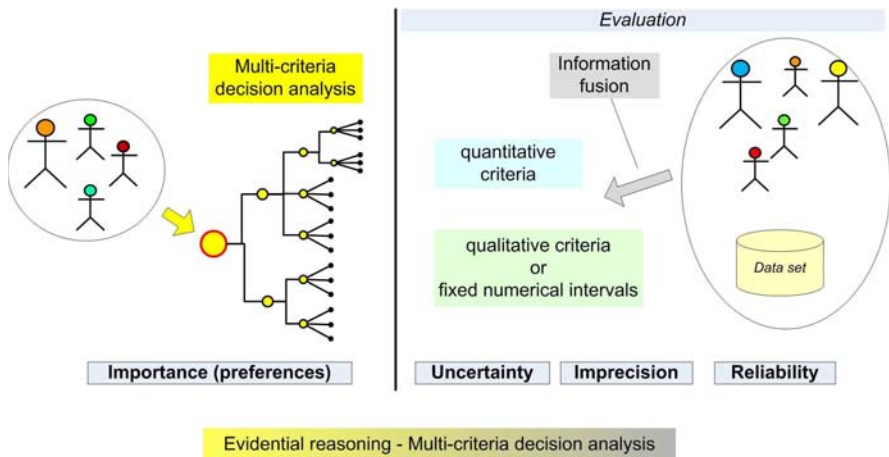 Evaluation
Multi-criteria
decision analysis
Information
fusion
quantitative
criteria
qualitative criteria
or
fixed numerical intervals
Data set
Importance (preferences)
Uncertainty
Imprecision
Reliability
Evidential reasoning - Multi-criteria decision analysis